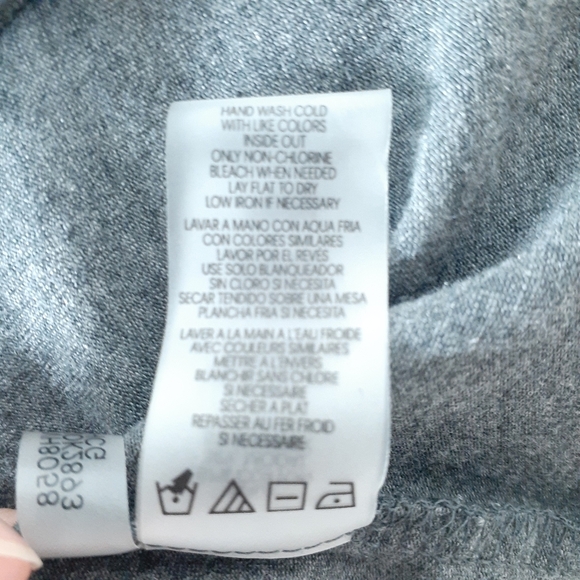 HAND WASH COLD
WITH LIKE COLORS
INSIDE OUT
ONLY NON-CHLORINE
BLEACH WHEN NEEDED
LAY FLAT TO DRY
LOW IRON IF NECESSARY
LAVAR A MANO CON AQUA FRIA
CON COLORES SIMILARES
LAVOR POR EL REVES
USE SOLO BLANQUEADOR
SIN CLORO SI NECESITA
SECAR TENDIDO SOBRE UNA MESA
PLANCHA FRIA SI NECESITA
LAVER A LA MAIN A L'EAU FROIDE
AVEC COULEURS SIMILAIRES
METTRE A L'INVERS
BLANCHIR SANS CHLORE
SI NECESSAIRE
SECHER A PLAT
REPASSER AU FER FROID
SI NECESSAIRE
CG
H8058